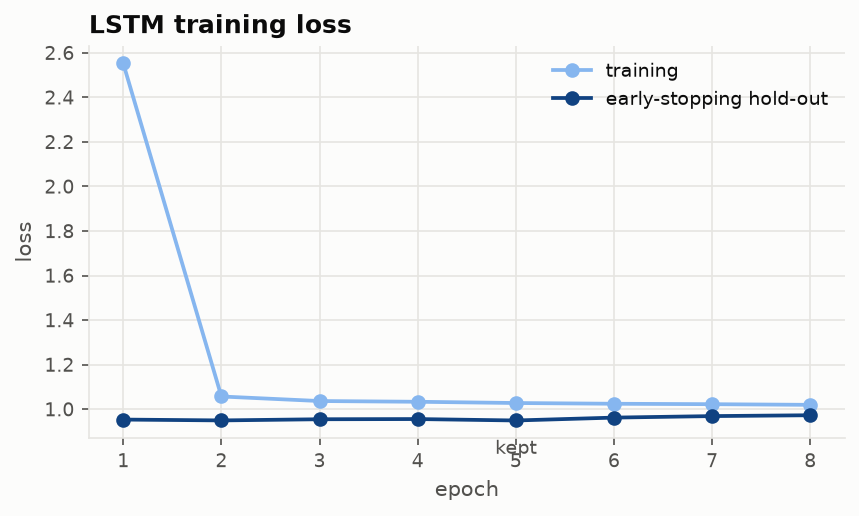 LSTM training loss
training
early-stopping hold-out
loss
2.6
2.4
2.2
2.0
1.8
1.6
1.4
1.2
1.0
kept
1 2 3 4 5 6 7 8
epoch